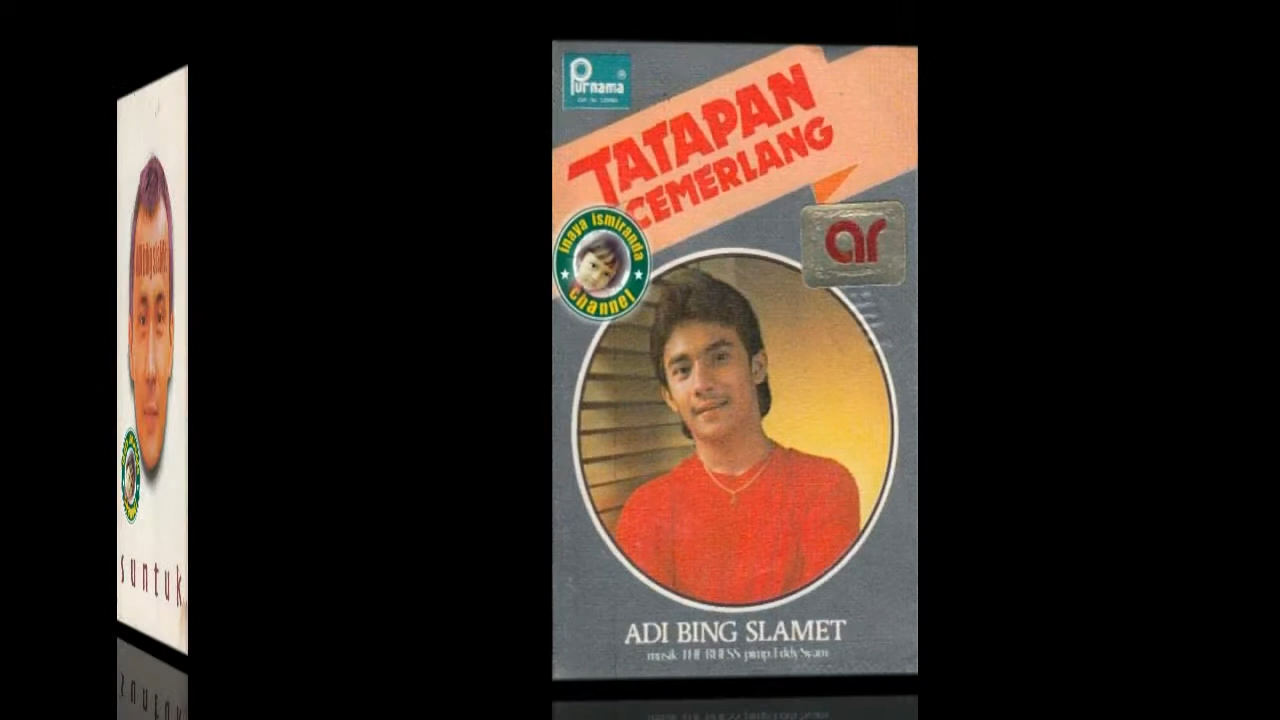 Purnama
TATAPAN
CEMERLANG
ar
inaya ismiranda
channel
ADI BING SLAMET
suntuk